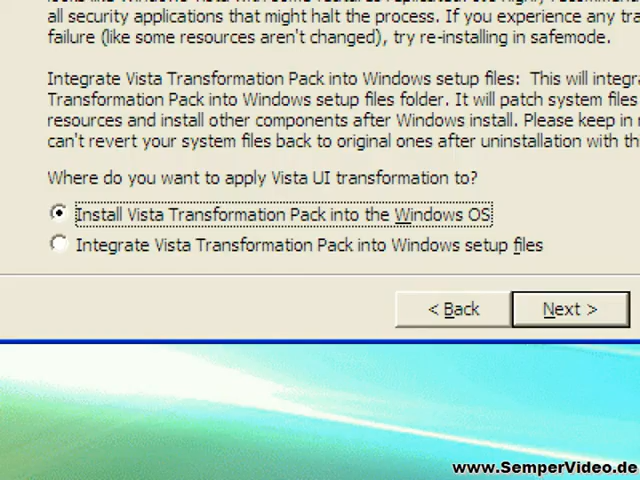 all security applications that might halt the process. If you experience any
failure (like some resources aren't changed), try re-installing in safemode.
Integrate Vista Transformation Pack into Windows setup files: This will
Transformation Pack into Windows setup files folder. It will patch system files
resources and install other components after Windows install. Please keep in
can't revert your system files back to original ones after uninstallation with
Where do you want to apply Vista UI transformation to?
Install Vista Transformation Pack into the Windows OS
Integrate Vista Transformation Pack into Windows setup files
< Back
Next >
www.SemperVideo.de